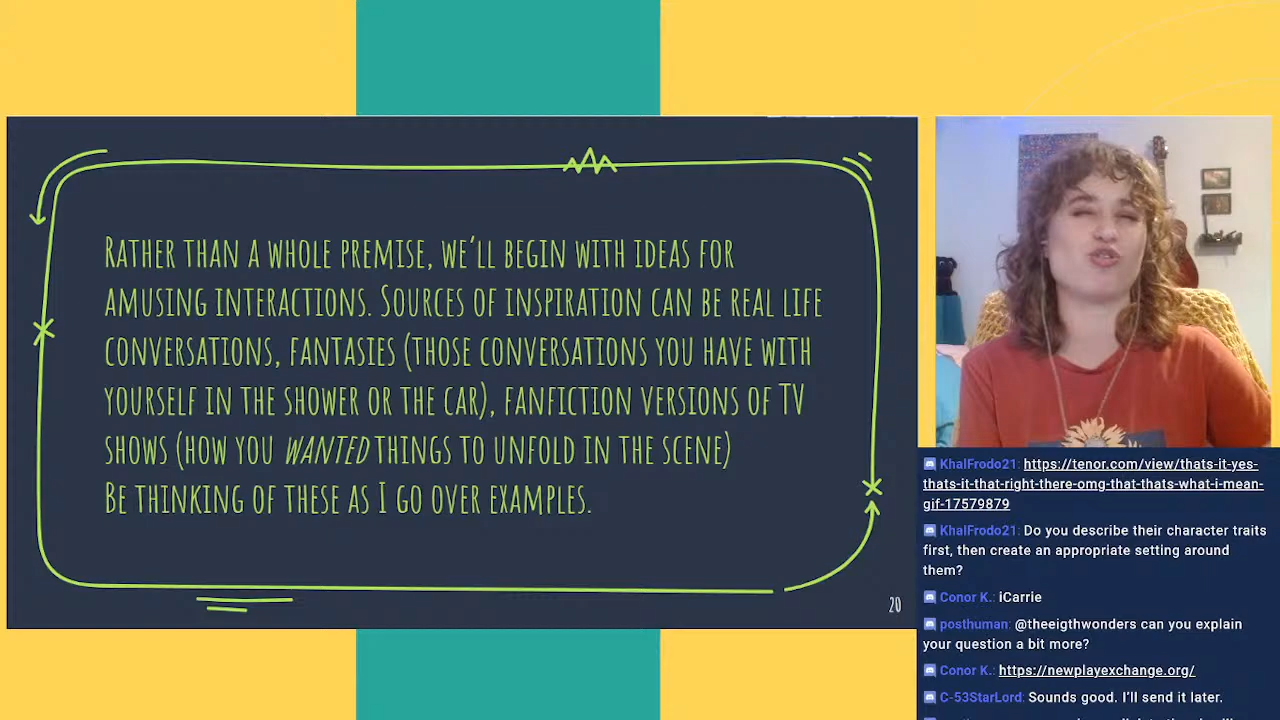 Rather than a whole premise, we'll begin with ideas for
amusing interactions. Sources of inspiration can be real life
conversations, fantasies (those conversations you have with
yourself in the shower or the car), fanfiction versions of TV
shows (how you wanted things to unfold in the scene)
Be thinking of these as I go over examples.
20
KhalFrodo21: https://tenor.com/view/thats-it-yes-
thats-it-that-right-there-omg-that-thats-what-i-mean-
gif-17579879
KhalFrodo21: Do you describe their character traits
first, then create an appropriate setting around
them?
Conor K.: iCarrie
posthuman: @theeigthwonders can you explain
your question a bit more?
Conor K.: https://newplayexchange.org/
C-53StarLord: Sounds good. I'll send it later.